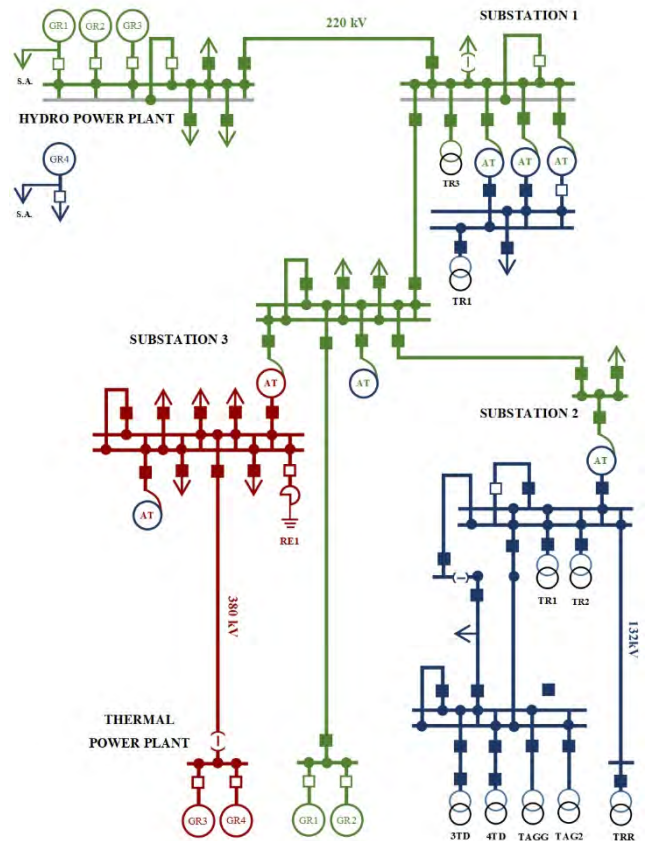 GR1 GR2 GR3
S.A.
HYDRO POWER PLANT
GR4
S.A.
220 kV
SUBSTATION 1
TR3
AT AT AT
TR1
SUBSTATION 3
AT
AT
SUBSTATION 2
AT
AT
RE1
TR1 TR2
380 kV
132kV
THERMAL
POWER PLANT
GR3 GR4
GR1 GR2
3TD 4TD TAGG TAG2 TRR